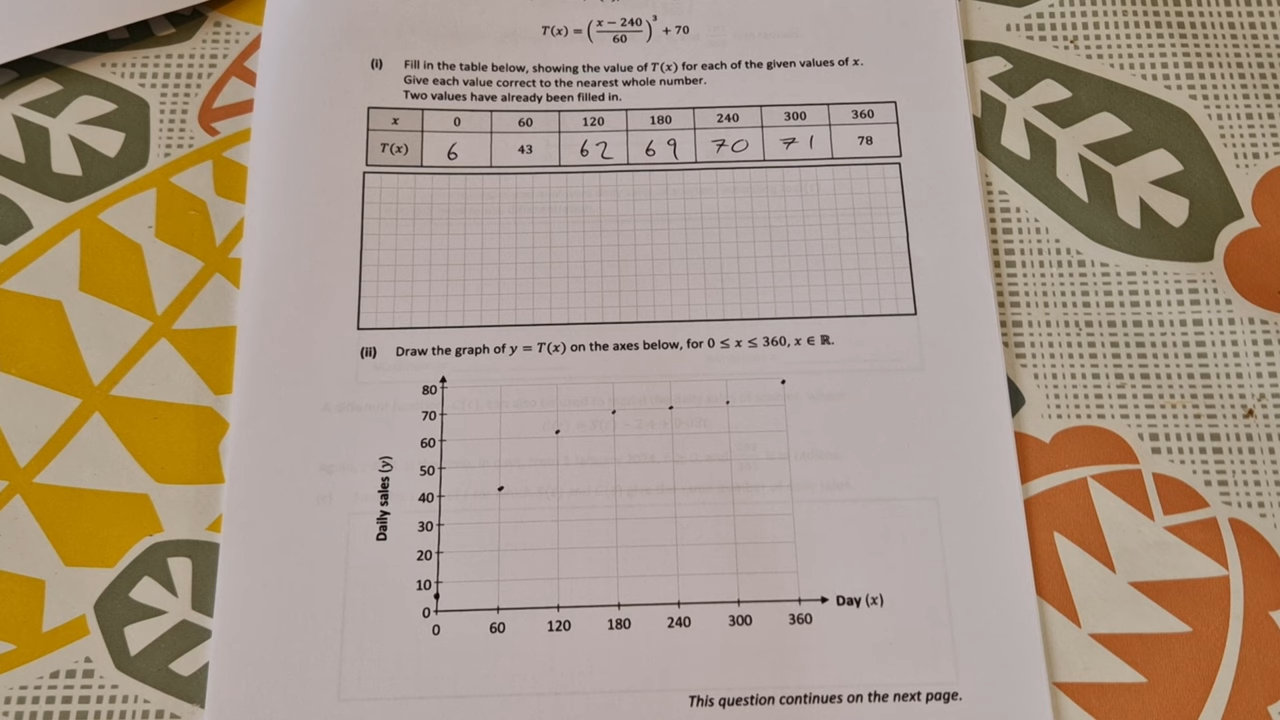 T(x) = ((x − 240)/60)³ + 70
(i) Fill in the table below, showing the value of T(x) for each of the given values of x.
Give each value correct to the nearest whole number.
Two values have already been filled in.
x 0 60 120 180 240 300 360
T(x) 6 43 62 69 70 71 78
(ii) Draw the graph of y = T(x) on the axes below, for 0 ≤ x ≤ 360, x ∈ ℝ.
80
70
60
50
40
30
20
10
0
Daily sales (y)
0 60 120 180 240 300 360
Day (x)
This question continues on the next page.